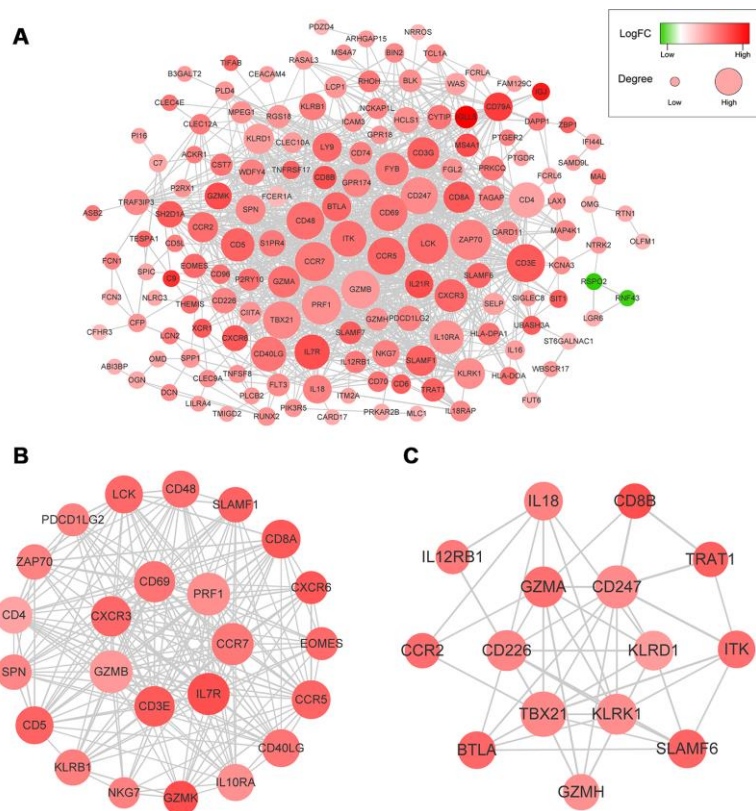 A
LogFC
Low
High
Degree
Low
High
PDZD4
ARHGAP15
NRROS
TIFAB
RASAL3
MS4A7
BIN2
TCL1A
B3GALT2
CEACAM4
LCP1
RHOH
BLK
WAS
FCRLA
FAM129C
IGJ
CLEC4E
PLD4
MPEG1
RGS18
KLRB1
ICAM3
NCKAP1L
HCLS1
CYTIP
CD79A
DAPP1
CLEC12A
KLRD1
CLEC10A
LY9
CD74
GPR18
CD3G
MS4A1
PTGER2
ZBP1
IFI44L
PI16
ACKR1
CST7
WDFY4
TNFRSF17
CD8B
GPR174
FYB
FGL2
PRKCQ
PTGDR
SAMD9L
C7
P2RX1
GZMK
FCER1A
BTLA
CD247
CD8A
TAGAP
CD4
FCRL6
LAX1
MAL
OMG
RTN1
ASB2
TRAF3IP3
SH2D1A
SPN
CD48
CD69
CARD11
MAP4K1
OLFM1
TESPA1
CCR2
CD5
S1PR4
ITK
LCK
ZAP70
NTRK2
CD5L
FCN1
SPIC
EOMES
CD96
P2RY10
CCR7
CCR5
CD3E
KCNA3
RSPO2
C9
GZMA
GZMB
IL21R
SLAMF6
SIGLEC8
SIT1
RNF43
FCN3
NLRC3
THEMIS
CD226
PRF1
CXCR3
SELP
LGR6
CFP
CIITA
TBX21
GZMH
PDCD1LG2
UBASH3A
CFHR3
XCR1
SLAMF7
IL10RA
HLA-DPA1
ST6GALNAC1
LCN2
CXCR6
CD40LG
IL7R
IL12RB1
NKG7
SLAMF1
IL16
OMD
SPP1
HLA-DOA
WBSCR17
ABI3BP
CLEC9A
TNFSF8
FLT3
IL18
CD70
CD6
TRAT1
KLRK1
OGN
DCN
PLCB2
ITM2A
FUT6
LILRA4
TMIGD2
RUNX2
PIK3R5
CARD17
PRKAR2B
MLC1
IL18RAP
B
LCK
CD48
SLAMF1
PDCD1LG2
CD8A
ZAP70
CD69
PRF1
CXCR6
CD4
CXCR3
CCR7
EOMES
SPN
GZMB
CD3E
IL7R
CCR5
CD5
CD40LG
KLRB1
IL10RA
NKG7
GZMK
C
IL18
CD8B
IL12RB1
TRAT1
GZMA
CD247
CCR2
CD226
KLRD1
ITK
TBX21
KLRK1
BTLA
SLAMF6
GZMH